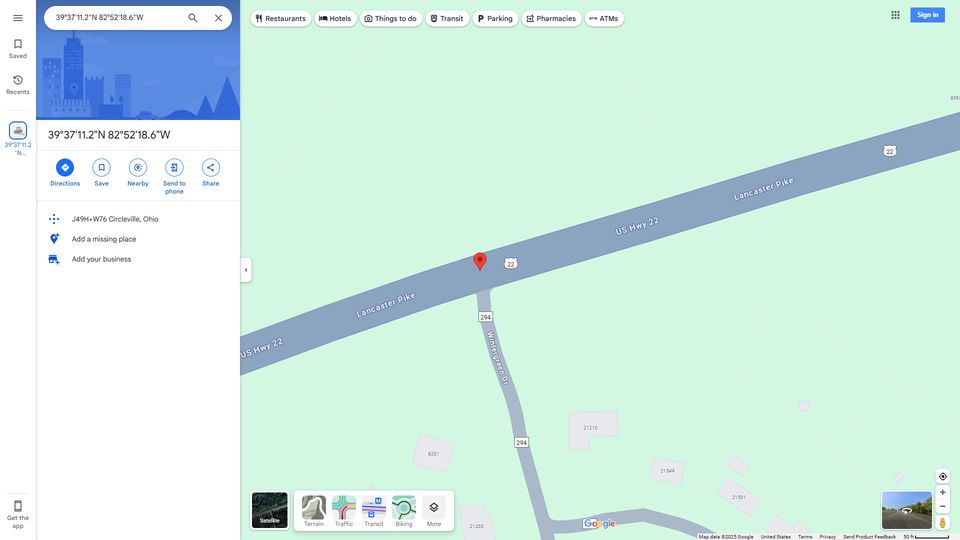 39°37'11.2"N 82°52'18.6"W
Restaurants
Hotels
Things to do
Transit
Parking
Pharmacies
ATMs
Sign in
Saved
Recents
39°37'11.2
"N...
39°37'11.2"N 82°52'18.6"W
Directions
Save
Nearby
Send to
phone
Share
J49H+W76 Circleville, Ohio
Add a missing place
Add your business
Get the
app
22
Lancaster Pike
US Hwy 22
22
Lancaster Pike
US Hwy 22
294
Wintergreen Dr
294
21210
8201
21549
21531
21233
Satellite
Terrain
Traffic
Transit
Biking
More
Google
Map data ©2025 Google
United States
Terms
Privacy
Send Product Feedback
50 ft